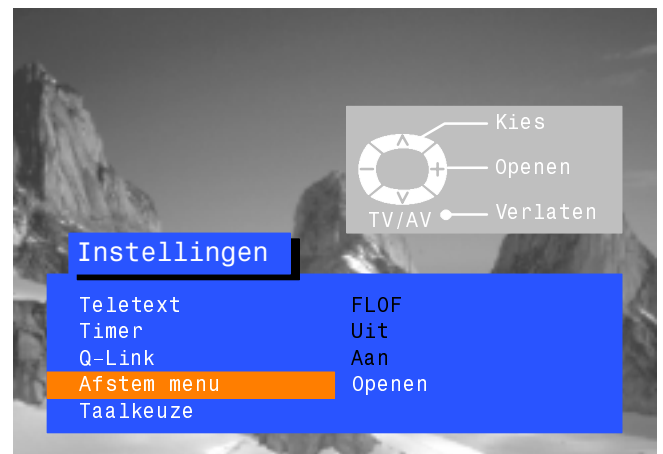 Kies
Openen
TV/AV Verlaten
Instellingen
Teletext FLOF
Timer Uit
Q-Link Aan
Afstem menu Openen
Taalkeuze